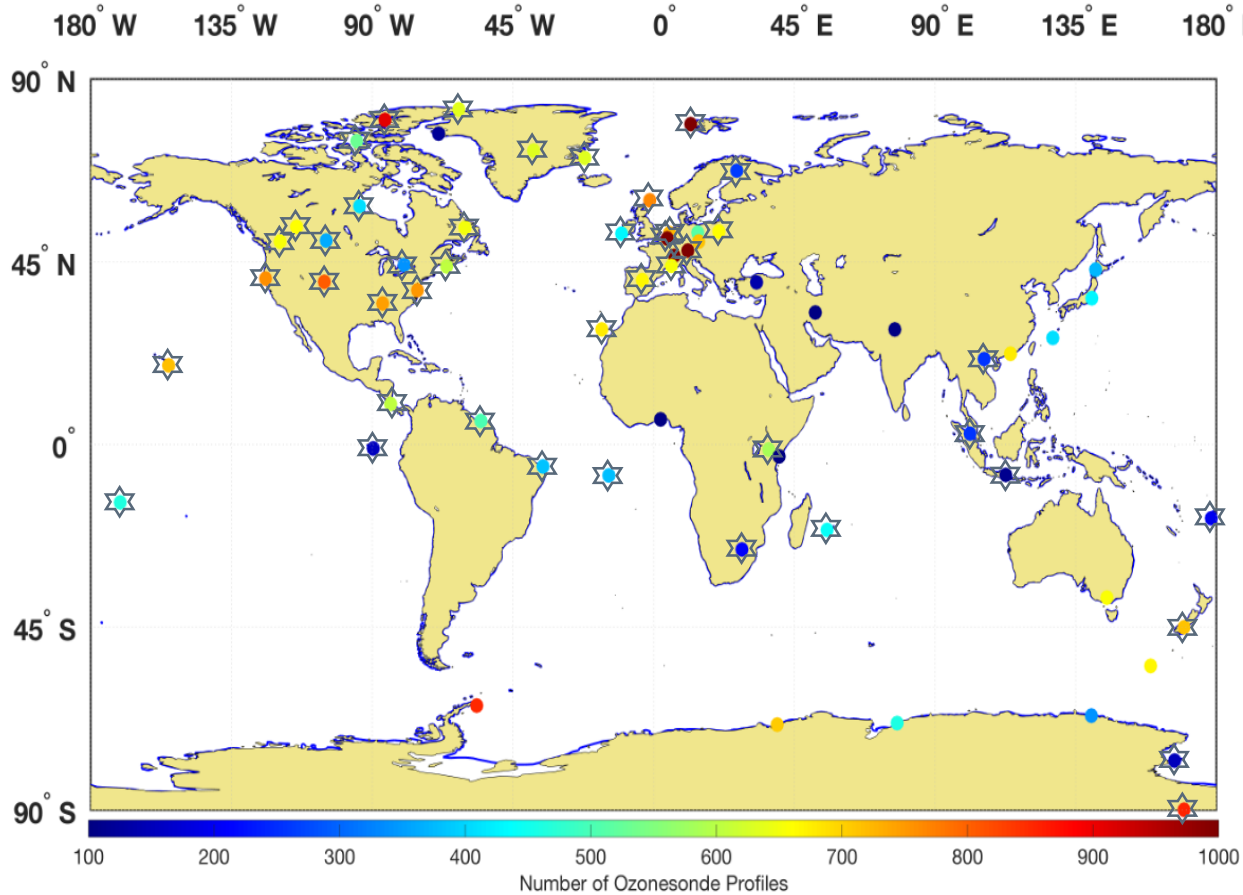 180° W 135° W 90° W 45° W 0° 45° E 90° E 135° E 180°
90° N
45° N
0°
45° S
90° S
100 200 300 400 500 600 700 800 900 1000
Number of Ozonesonde Profiles